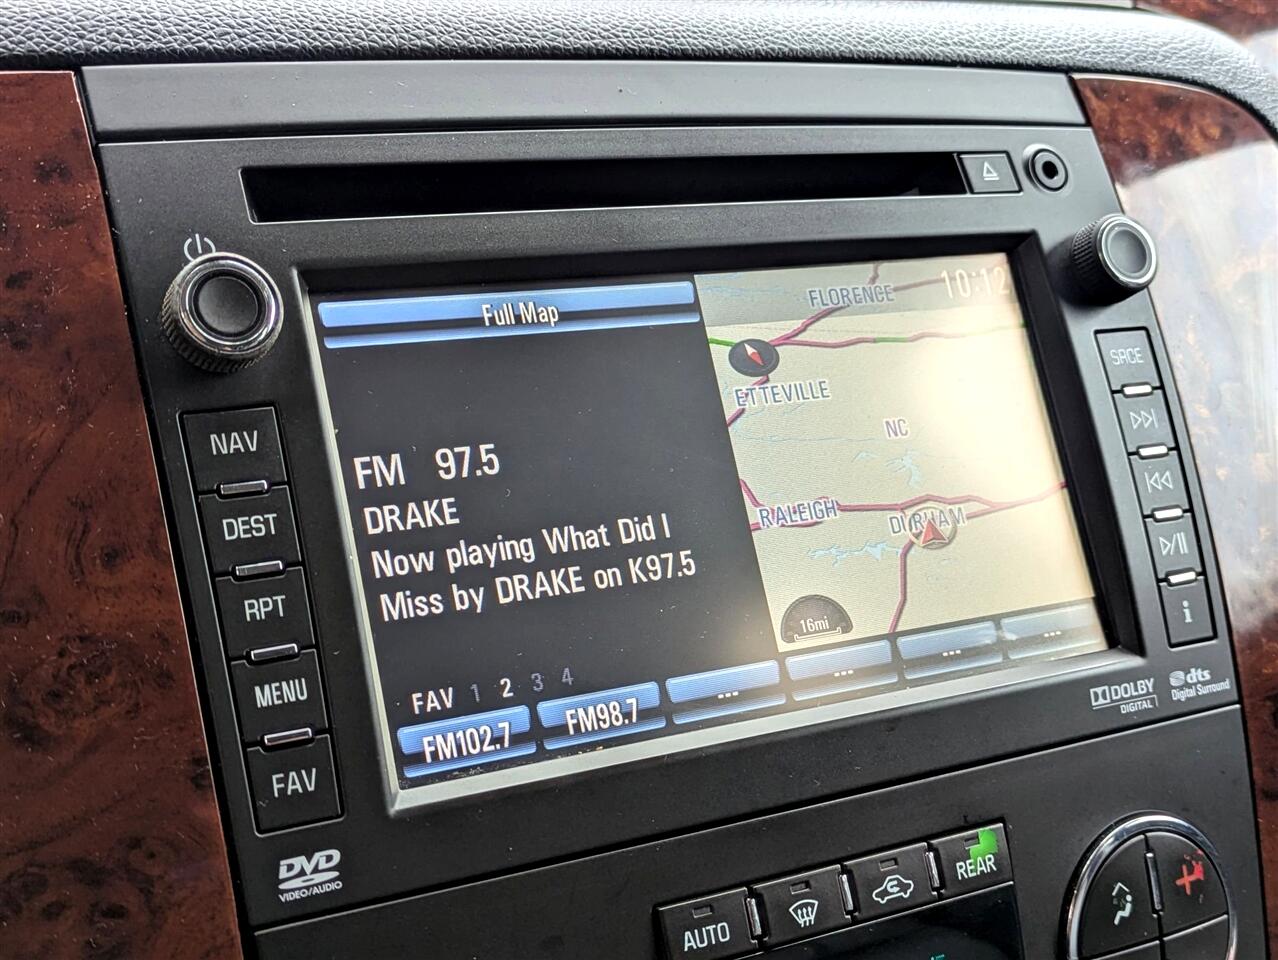 Full Map
10:12
FLORENCE
ETTEVILLE
NC
RALEIGH
DURHAM
16mi
FM 97.5
DRAKE
Now playing What Did I
Miss by DRAKE on K97.5
FAV 1 2 3 4
FM102.7
FM98.7
...
...
...
...
NAV
DEST
RPT
MENU
FAV
SRCE
i
DVD
VIDEO/AUDIO
DOLBY
DIGITAL
dts
Digital Surround
AUTO
REAR